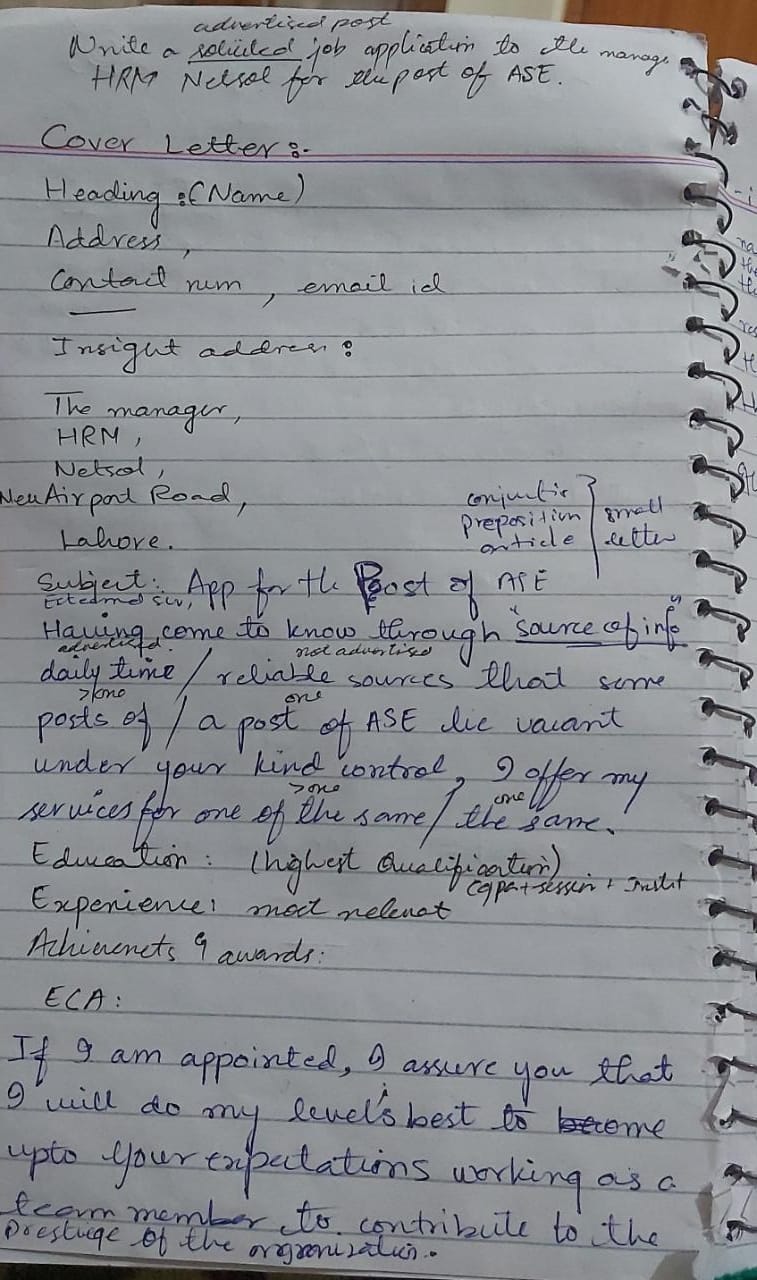 advertised post
Write a solicited job application to the manage
HRM Netsol for the post of ASE.
Cover Letter:-
Heading :(Name)
Address,
Contact num, email id
Insight address :
The manager,
HRM,
Netsol,
New Airport Road,
Lahore.
conjunctio
preposition
article
small
letter
Subject: App for the Post of ASE
Esteemed Sir,
Having come to know through "source of info"
advertised. not advertise
daily time / reliable sources that some
>one one
posts of / a post of ASE lie vacant
under your kind control, I offer my
>one one
services for one of the same / the same.
Education : (highest Qualification)
cgpa + session + Instit
Experience: most relevat
Achievnets & awards:
ECA:
If I am appointed, I assure you that
I will do my level's best to become
upto your expectations working as a
team member to contribute to the
prestige of the organization.